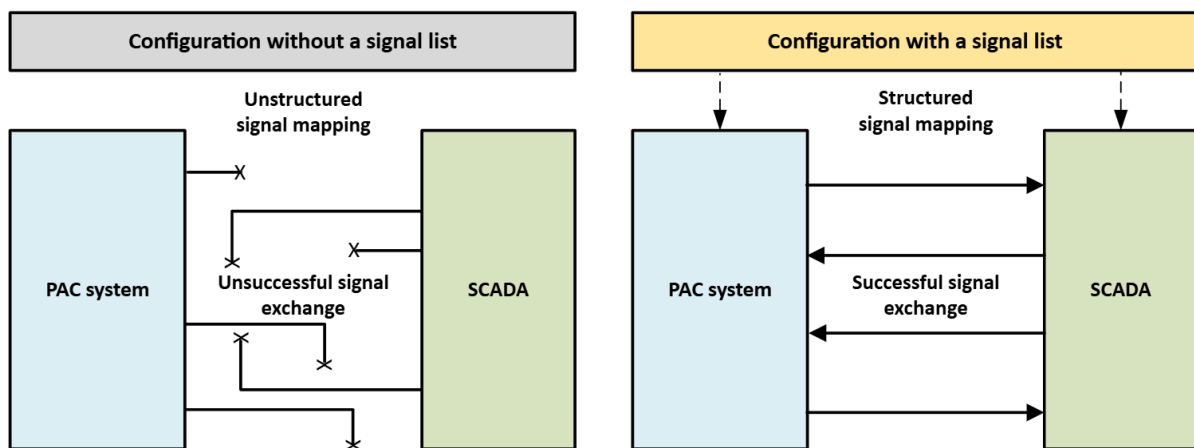 Configuration without a signal list
Unstructured
signal mapping
PAC system
Unsuccessful signal
exchange
SCADA
Configuration with a signal list
Structured
signal mapping
PAC system
Successful signal
exchange
SCADA